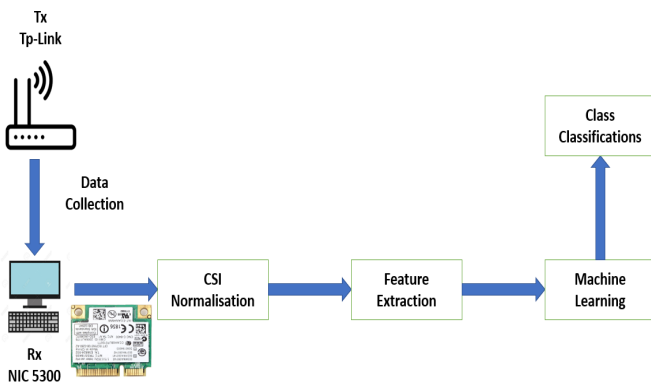 Tx
Tp-Link
Data
Collection
Rx
NIC 5300
CSI
Normalisation
Feature
Extraction
Machine
Learning
Class
Classifications